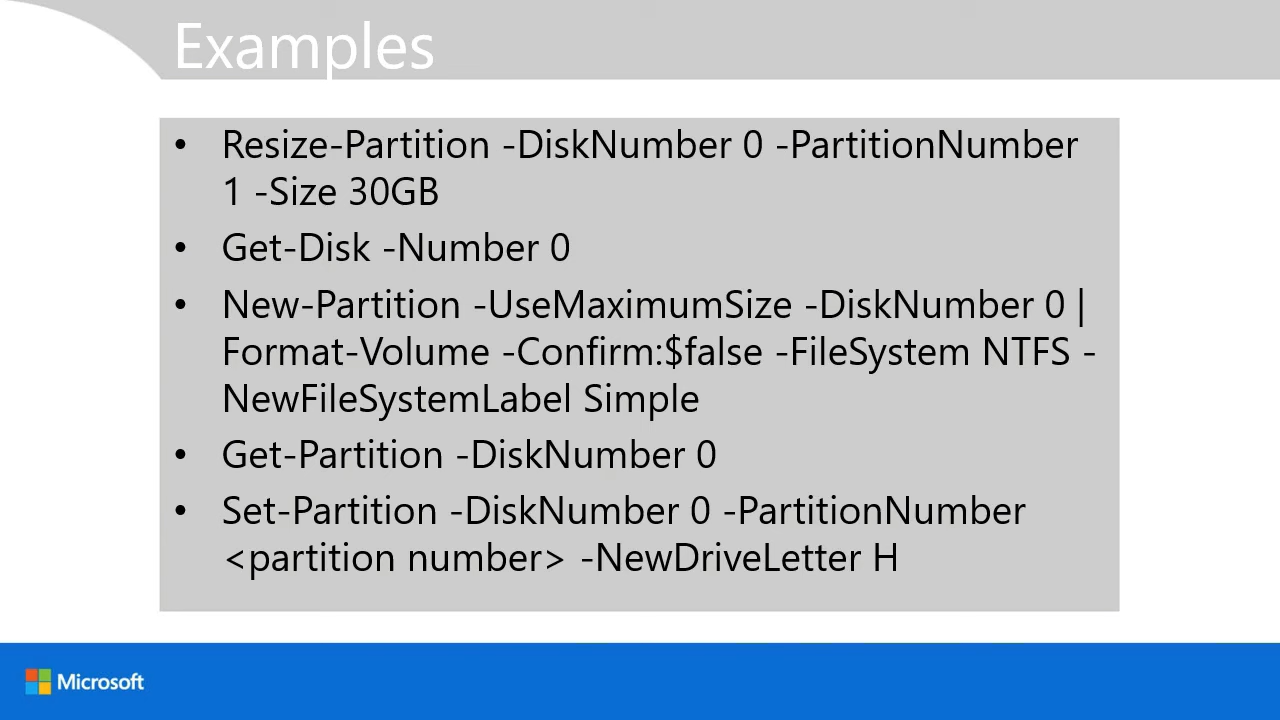 Examples
• Resize-Partition -DiskNumber 0 -PartitionNumber
1 -Size 30GB
• Get-Disk -Number 0
• New-Partition -UseMaximumSize -DiskNumber 0 |
Format-Volume -Confirm:$false -FileSystem NTFS -
NewFileSystemLabel Simple
• Get-Partition -DiskNumber 0
• Set-Partition -DiskNumber 0 -PartitionNumber
<partition number> -NewDriveLetter H
Microsoft